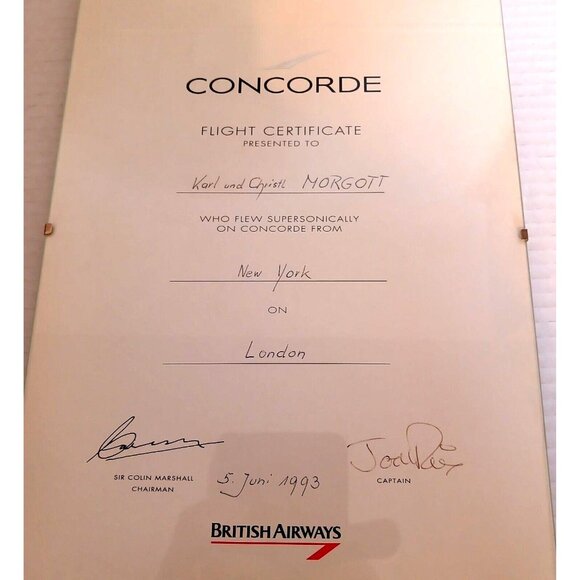 CONCORDE
FLIGHT CERTIFICATE
PRESENTED TO
Karl und Christl MORGOTT
WHO FLEW SUPERSONICALLY
ON CONCORDE FROM
New York
ON
London
SIR COLIN MARSHALL
CHAIRMAN
5. Juni 1993
CAPTAIN
BRITISH AIRWAYS